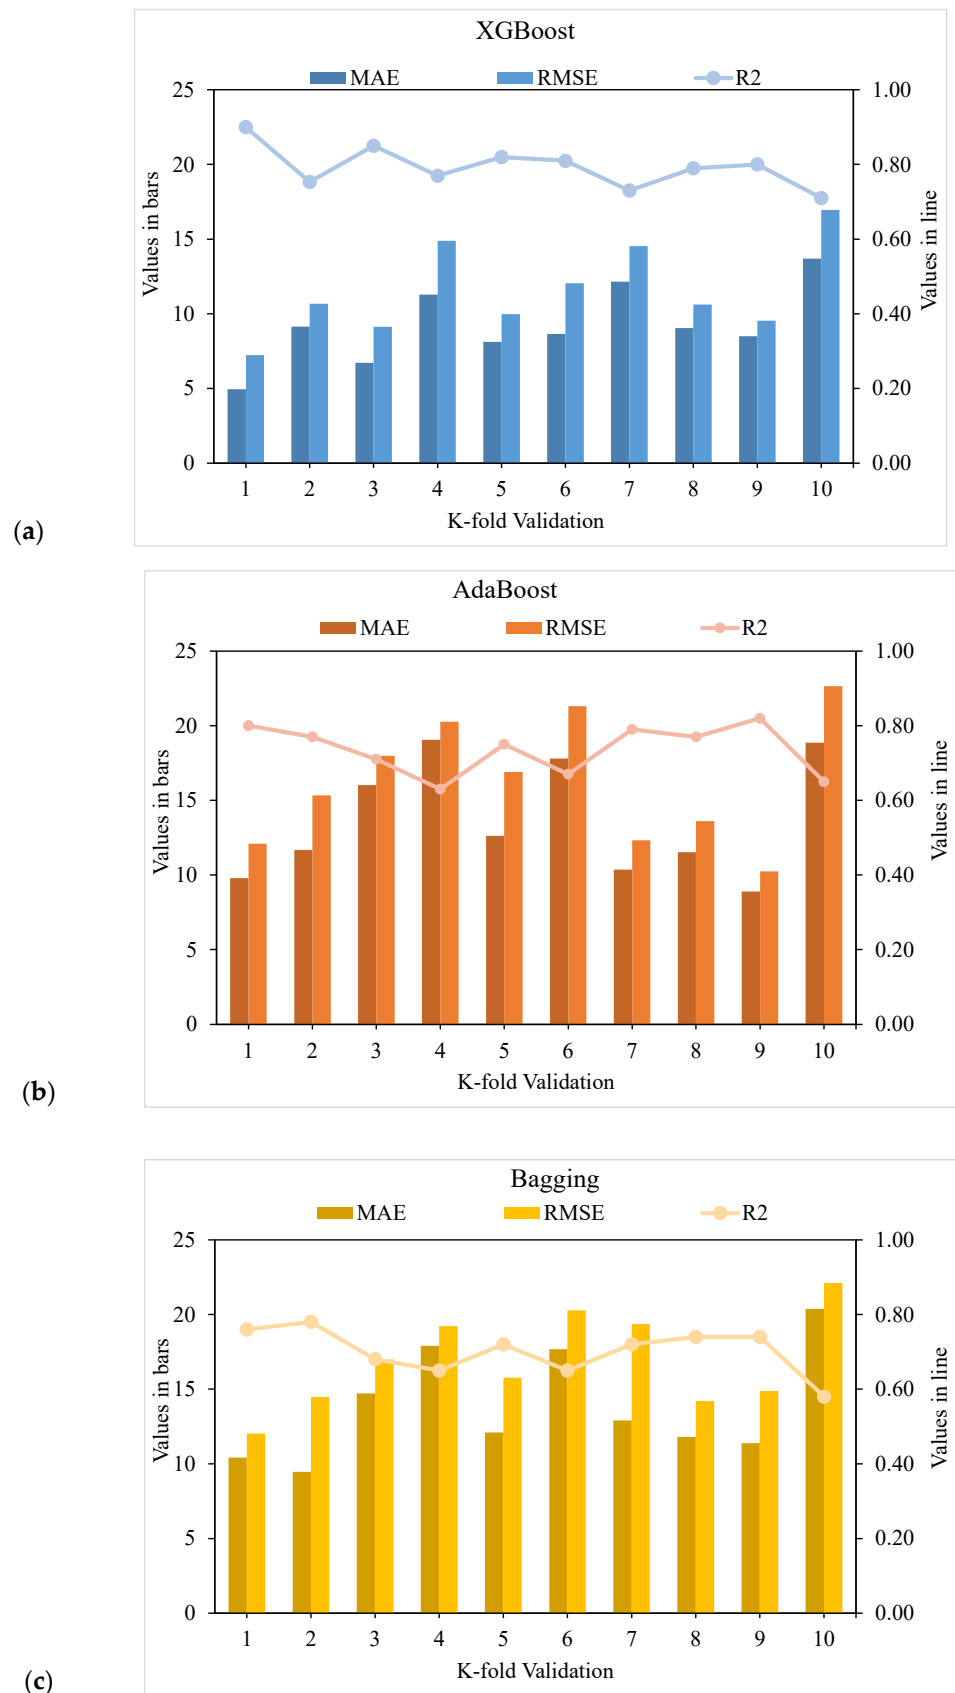 XGBoost
MAE RMSE R2
25 1.00
20 0.80
15 0.60
10 0.40
5 0.20
0 0.00
Values in bars
Values in line
1 2 3 4 5 6 7 8 9 10
K-fold Validation
(a)
AdaBoost
MAE RMSE R2
25 1.00
20 0.80
15 0.60
10 0.40
5 0.20
0 0.00
Values in bars
Values in line
1 2 3 4 5 6 7 8 9 10
K-fold Validation
(b)
Bagging
MAE RMSE R2
25 1.00
20 0.80
15 0.60
10 0.40
5 0.20
0 0.00
Values in bars
Values in line
1 2 3 4 5 6 7 8 9 10
K-fold Validation
(c)